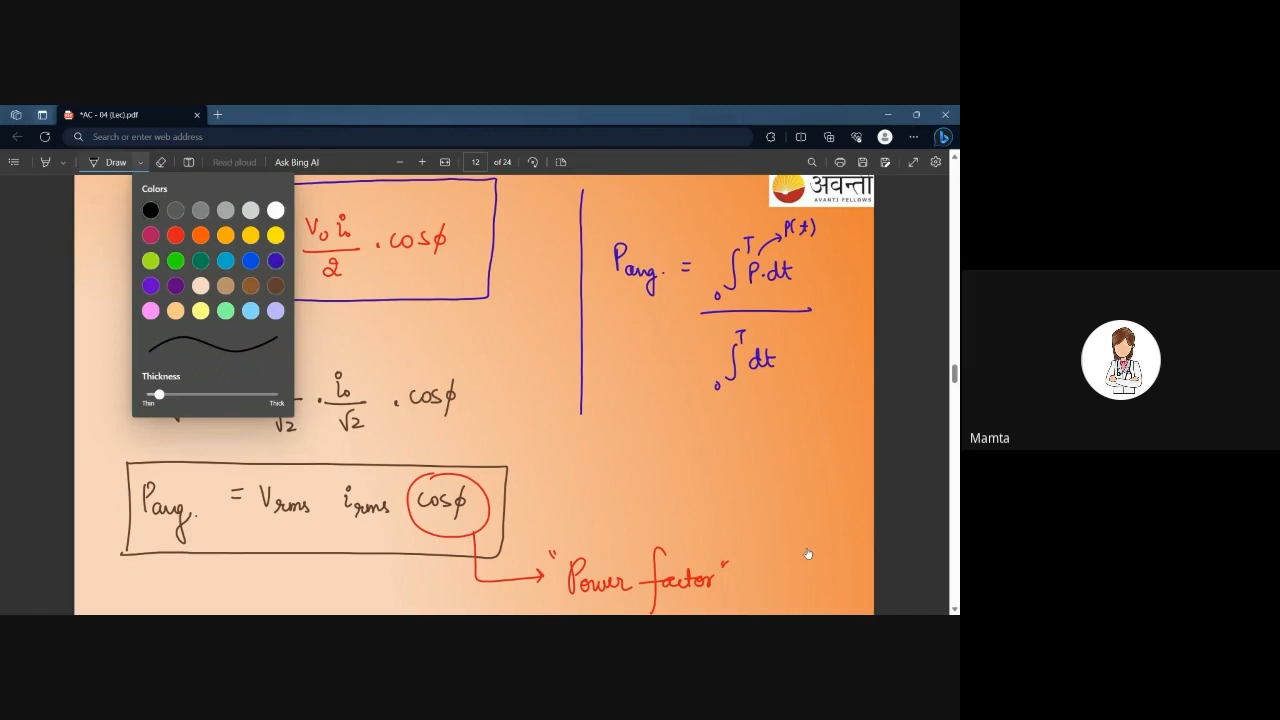 *AC - 04 (Lec).pdf
Search or enter web address
Draw
Read aloud
Ask Bing AI
12 of 24
Colors
Thickness
Thin
Thick
अवन्ती
AVANTI FELLOWS
V₀ i₀ / 2 . cosϕ
Pavg. = ₀∫ᵀ P.dt / ₀∫ᵀ dt
P(t)
√2 . i₀/√2 . cosϕ
Pavg. = Vrms irms cosϕ
"Power factor"
Mamta